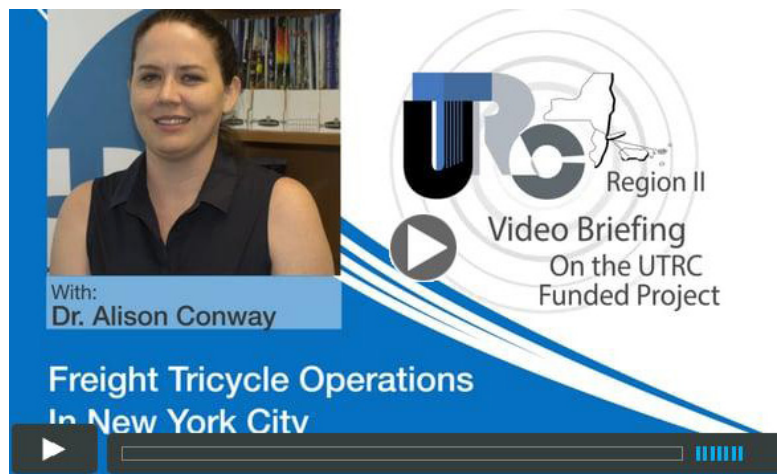 UTRC
Region II
Video Briefing
On the UTRC
Funded Project
With:
Dr. Alison Conway
Freight Tricycle Operations
In New York City